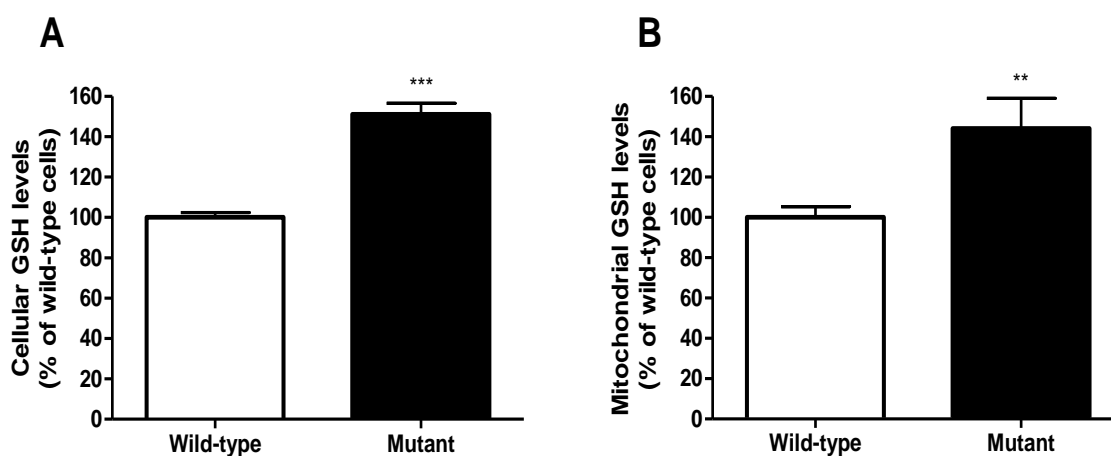 A
Cellular GSH levels
(% of wild-type cells)
160
140
120
100
80
60
40
20
0
***
Wild-type
Mutant
B
Mitochondrial GSH levels
(% of wild-type cells)
160
140
120
100
80
60
40
20
0
**
Wild-type
Mutant